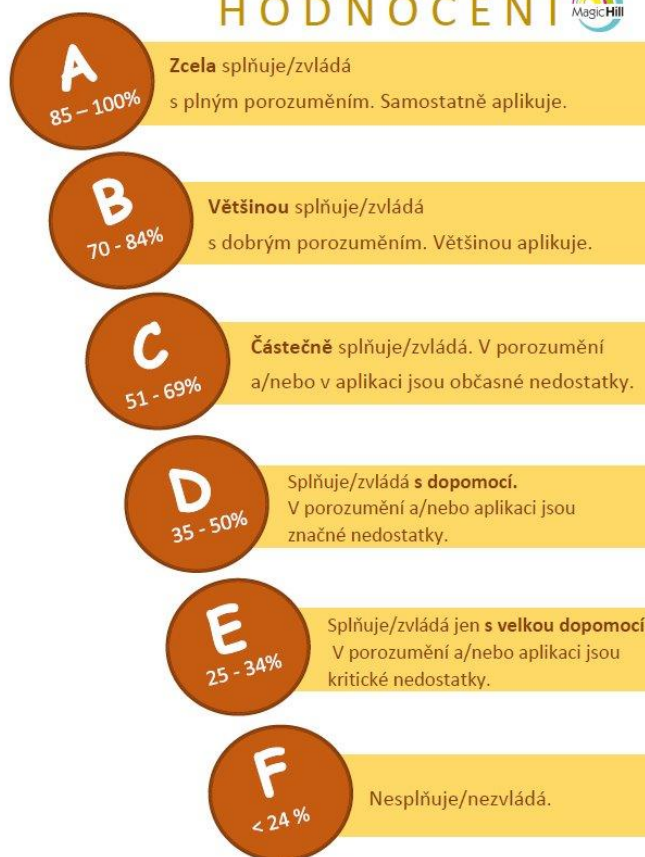 HODNOCENÍ
MagicHill
A
85 – 100%
Zcela splňuje/zvládá
s plným porozuměním. Samostatně aplikuje.
B
70 - 84%
Většinou splňuje/zvládá
s dobrým porozuměním. Většinou aplikuje.
C
51 - 69%
Částečně splňuje/zvládá. V porozumění
a/nebo v aplikaci jsou občasné nedostatky.
D
35 - 50%
Splňuje/zvládá s dopomocí.
V porozumění a/nebo aplikaci jsou
značné nedostatky.
E
25 - 34%
Splňuje/zvládá jen s velkou dopomocí
V porozumění a/nebo aplikaci jsou
kritické nedostatky.
F
< 24 %
Nesplňuje/nezvládá.